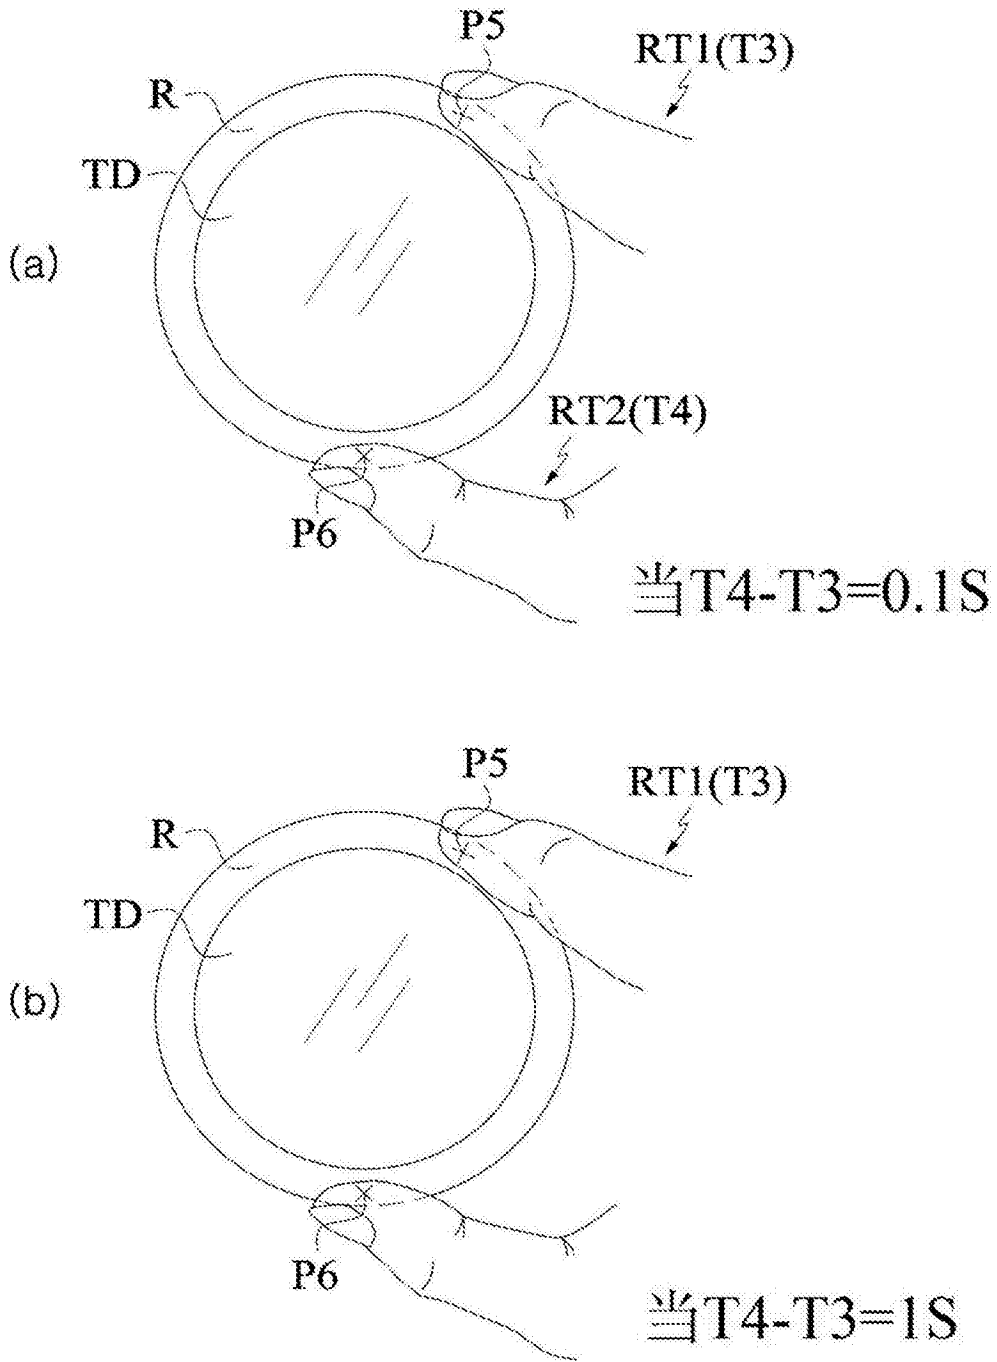 P5
RT1(T3)
R
TD
(a)
RT2(T4)
P6
当T4-T3=0.1S
P5
RT1(T3)
R
TD
(b)
P6
当T4-T3=1S